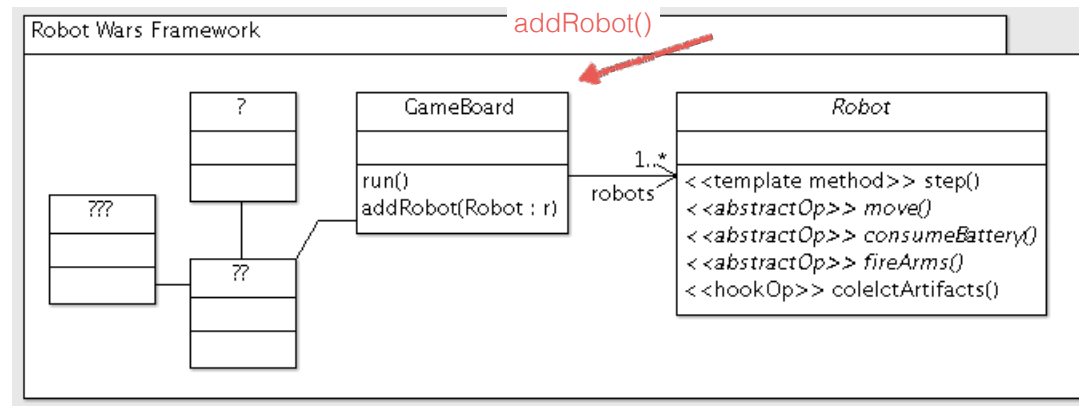 addRobot()
Robot Wars Framework
?
GameBoard
Robot
run()
addRobot(Robot : r)
1..*
robots
<<template method>> step()
<<abstractOp>> move()
<<abstractOp>> consumeBattery()
<<abstractOp>> fireArms()
<<hookOp>> colelctArtifacts()
???
??